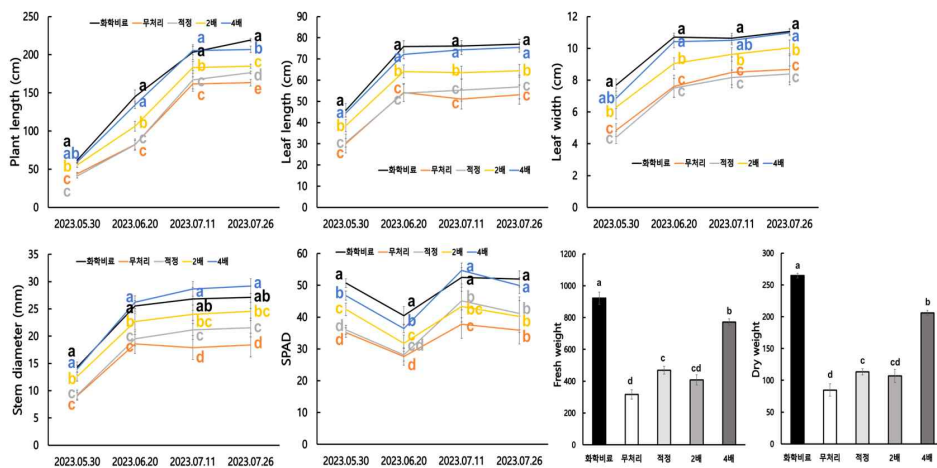 화학비료 무처리 적정 2배 4배
Plant length (cm)
250
200
150
100
50
0
a
ab
b
c
c
a
a
b
c
c
a
a
b
c
c
a
b
c
d
e
2023.05.30 2023.06.20 2023.07.11 2023.07.26
Leaf length (cm)
90
80
70
60
50
40
30
20
10
0
a
a
b
c
c
a
a
b
c
c
a
a
b
c
c
a
a
b
c
c
화학비료 무처리 적정 2배 4배
2023.05.30 2023.06.20 2023.07.11 2023.07.26
Leaf width (cm)
12
10
8
6
4
2
0
a
ab
b
c
c
a
a
b
c
c
a
ab
b
c
c
a
a
b
c
c
화학비료 무처리 적정 2배 4배
2023.05.30 2023.06.20 2023.07.11 2023.07.26
화학비료 무처리 적정 2배 4배
Stem diameter (mm)
35
30
25
20
15
10
5
0
a
a
b
c
c
a
a
b
c
c
a
ab
bc
c
d
a
ab
bc
c
d
2023.05.30 2023.06.20 2023.07.11 2023.07.26
화학비료 무처리 적정 2배 4배
SPAD
60
50
40
30
20
10
0
a
b
c
d
d
a
b
c
cd
d
a
a
b
b
c
a
a
b
b
c
2023.05.30 2023.06.20 2023.07.11 2023.07.26
Fresh weight
1200
1000
800
600
400
200
0
a
d
c
cd
b
화학비료 무처리 적정 2배 4배
Dry weight
300
250
200
150
100
50
0
a
d
c
cd
b
화학비료 무처리 적정 2배 4배